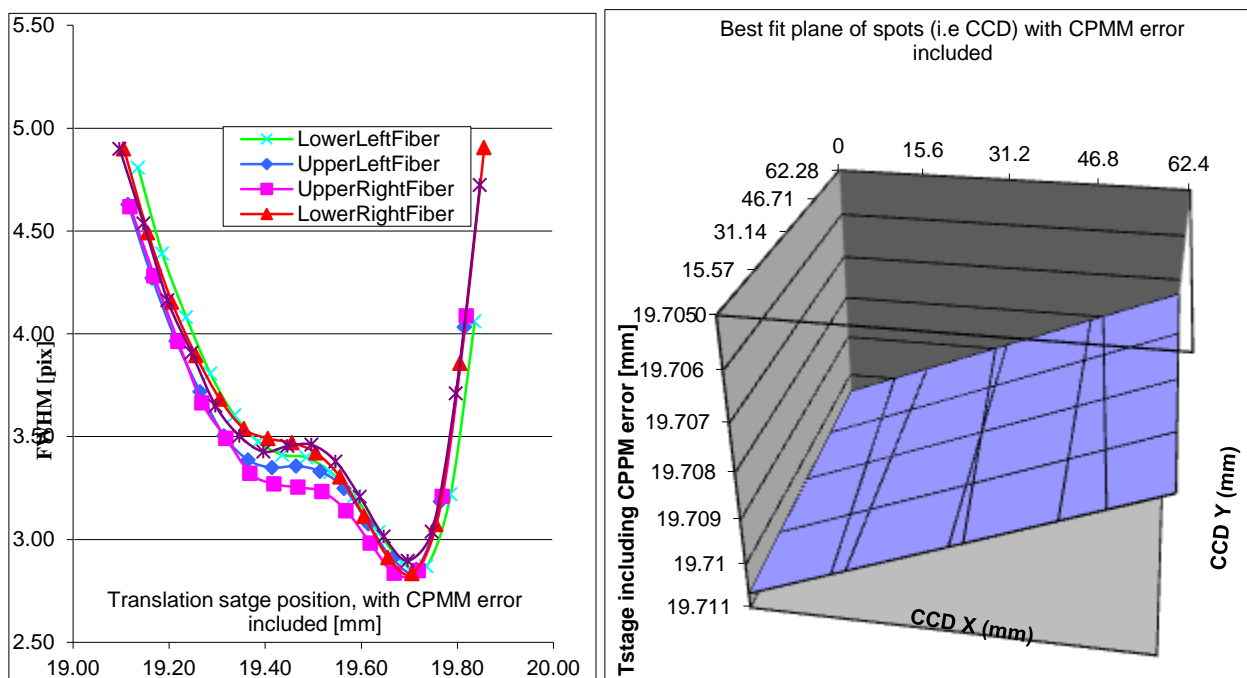 5.50
5.00
4.50
4.00
3.50
3.00
2.50
FWHM [pix]
LowerLeftFiber
UpperLeftFiber
UpperRightFiber
LowerRightFiber
Translation satge position, with CPMM error
included [mm]
19.00 19.20 19.40 19.60 19.80 20.00
Best fit plane of spots (i.e CCD) with CPMM error
included
0 15.6 31.2 46.8 62.4
62.28
46.71
31.14
15.57
19.7050
19.706
19.707
19.708
19.709
19.71
19.711
Tstage including CPPM error [mm]
CCD X (mm)
CCD Y (mm)